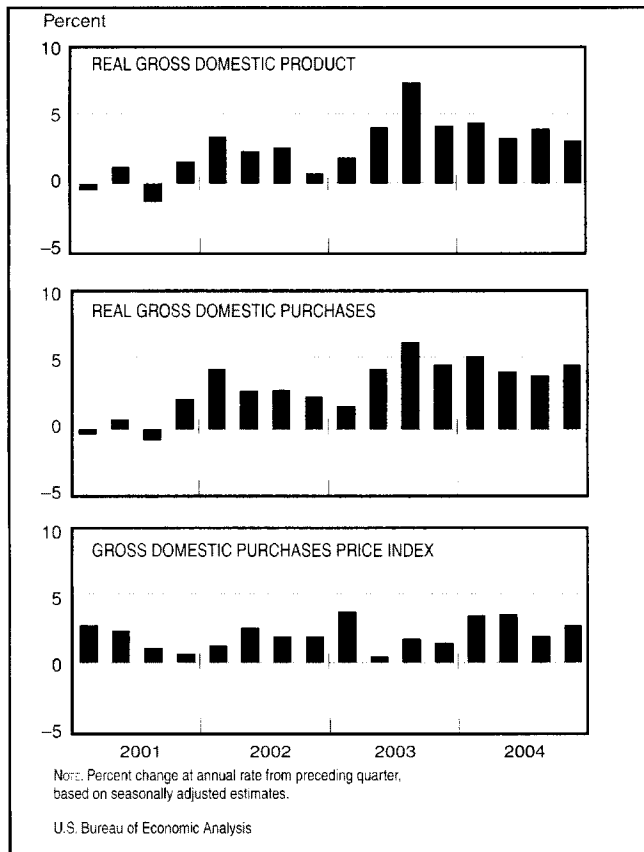 Percent
10
REAL GROSS DOMESTIC PRODUCT
5
0
–5
10
REAL GROSS DOMESTIC PURCHASES
5
0
–5
10
GROSS DOMESTIC PURCHASES PRICE INDEX
5
0
–5
2001 2002 2003 2004
NOTE. Percent change at annual rate from preceding quarter,
based on seasonally adjusted estimates.
U.S. Bureau of Economic Analysis